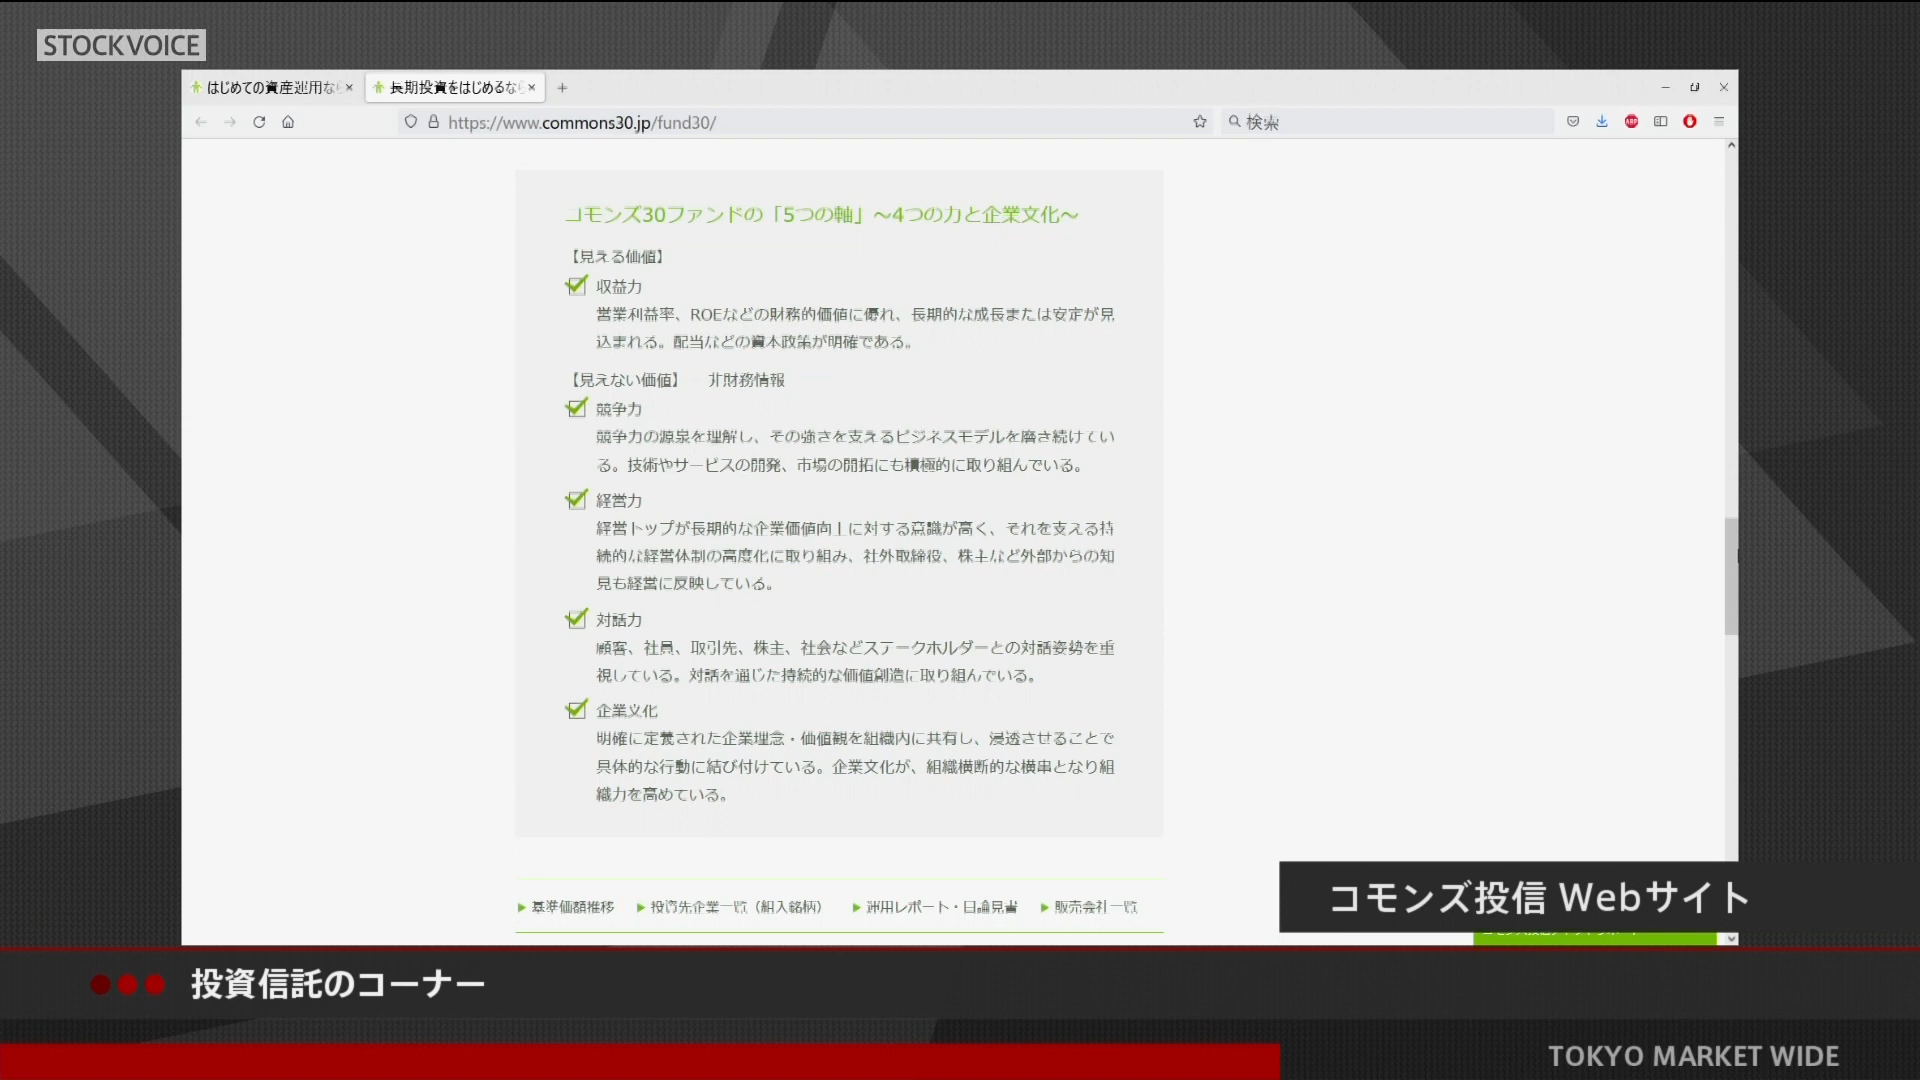 STOCKVOICE
はじめての資産運用なら
長期投資をはじめるなら
https://www.commons30.jp/fund30/
検索
コモンズ30ファンドの「5つの軸」～4つの力と企業文化～
【見える価値】
収益力
営業利益率、ROEなどの財務的価値に優れ、長期的な成長または安定が見
込まれる。配当などの資本政策が明確である。
【見えない価値】 非財務情報
競争力
競争力の源泉を理解し、その強さを支えるビジネスモデルを磨き続けてい
る。技術やサービスの開発、市場の開拓にも積極的に取り組んでいる。
経営力
経営トップが長期的な企業価値向上に対する意識が高く、それを支える持
続的な経営体制の高度化に取り組み、社外取締役、株主など外部からの知
見も経営に反映している。
対話力
顧客、社員、取引先、株主、社会などステークホルダーとの対話姿勢を重
視している。対話を通じた持続的な価値創造に取り組んでいる。
企業文化
明確に定義された企業理念・価値観を組織内に共有し、浸透させることで
具体的な行動に結び付けている。企業文化が、組織横断的な横串となり組
織力を高めている。
基準価額推移 投資先企業一覧（組入銘柄） 運用レポート・目論見書 販売会社一覧
コモンズ投信 Webサイト
投資信託のコーナー
TOKYO MARKET WIDE